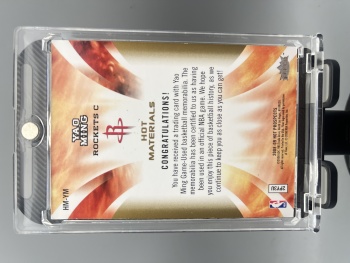 HM-YM
YAO
MING
ROCKETS C
HOT
MATERIALS
CONGRATULATIONS!
You have received a trading card with Yao
Ming Game-Used basketball memorabilia. The
memorabilia has been certified to us as having
been used in an official NBA game. We hope
you enjoy this piece of basketball history, as we
continue to keep you as close as you can get!